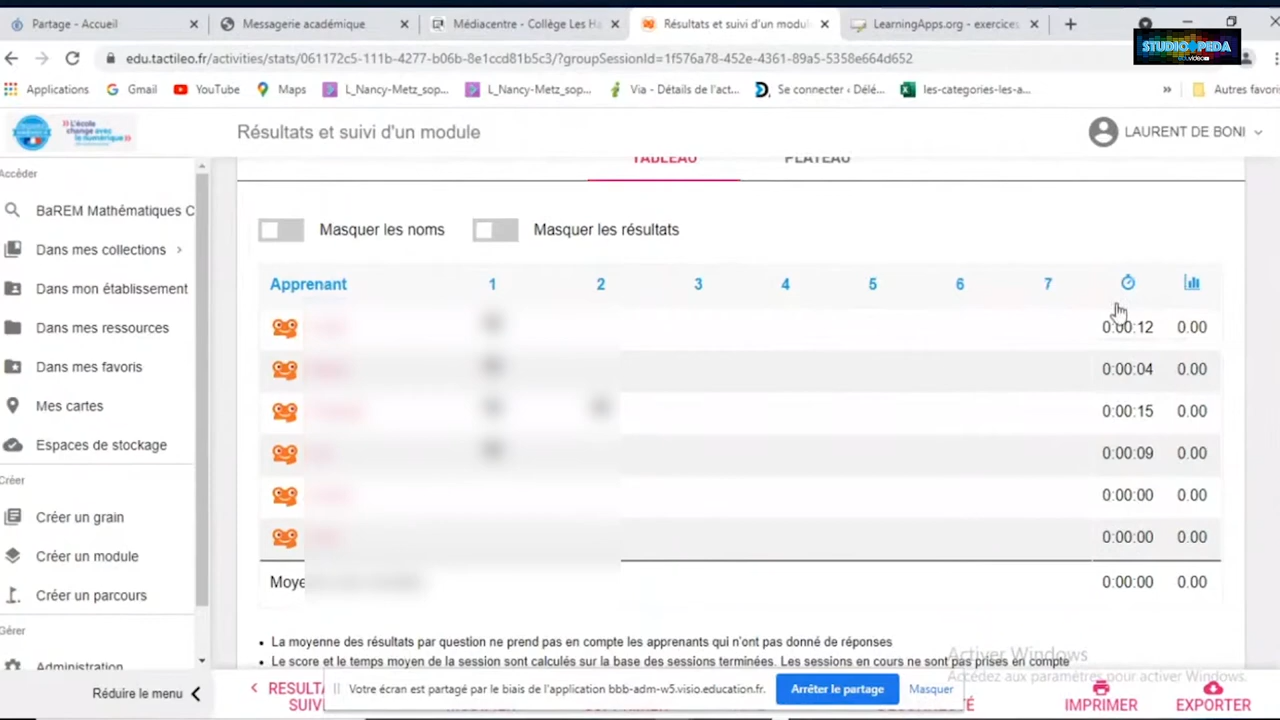 Partage - Accueil
Messagerie académique
Médiacentre - Collège Les Ha
Résultats et suivi d'un modul
LearningApps.org - exercices
STUDIO PEDA
edu.tactileo.fr/activities/stats/061172c5-111b-4277-
/?groupSessionId=1f576a78-452e-4361-89a5-5358e664d652
Applications
Gmail
YouTube
Maps
L_Nancy-Metz_sop...
L_Nancy-Metz_sop...
Via - Détails de l'act...
Se connecter ‹ Délé...
les-categories-les-a...
»
Autres favoris
L'école change avec le numérique
Résultats et suivi d'un module
LAURENT DE BONI
Accéder
BaREM Mathématiques C
Dans mes collections
Dans mon établissement
Dans mes ressources
Dans mes favoris
Mes cartes
Espaces de stockage
Créer
Créer un grain
Créer un module
Créer un parcours
Gérer
Administration
Réduire le menu
TABLEAU PLATEAU
Masquer les noms Masquer les résultats
Apprenant 1 2 3 4 5 6 7
0:00:12 0.00
0:00:04 0.00
0:00:15 0.00
0:00:09 0.00
0:00:00 0.00
0:00:00 0.00
Moye 0:00:00 0.00
• La moyenne des résultats par question ne prend pas en compte les apprenants qui n'ont pas donné de réponses
• Le score et le temps moyen de la session sont calculés sur la base des sessions terminées. Les sessions en cours ne sont pas prises en compte
Activer Windows
Accédez aux paramètres pour activer Windows.
RESULTA
SUIV
Votre écran est partagé par le biais de l'application bbb-adm-w5.visio.education.fr.
Arrêter le partage
Masquer
IMPRIMER
EXPORTER